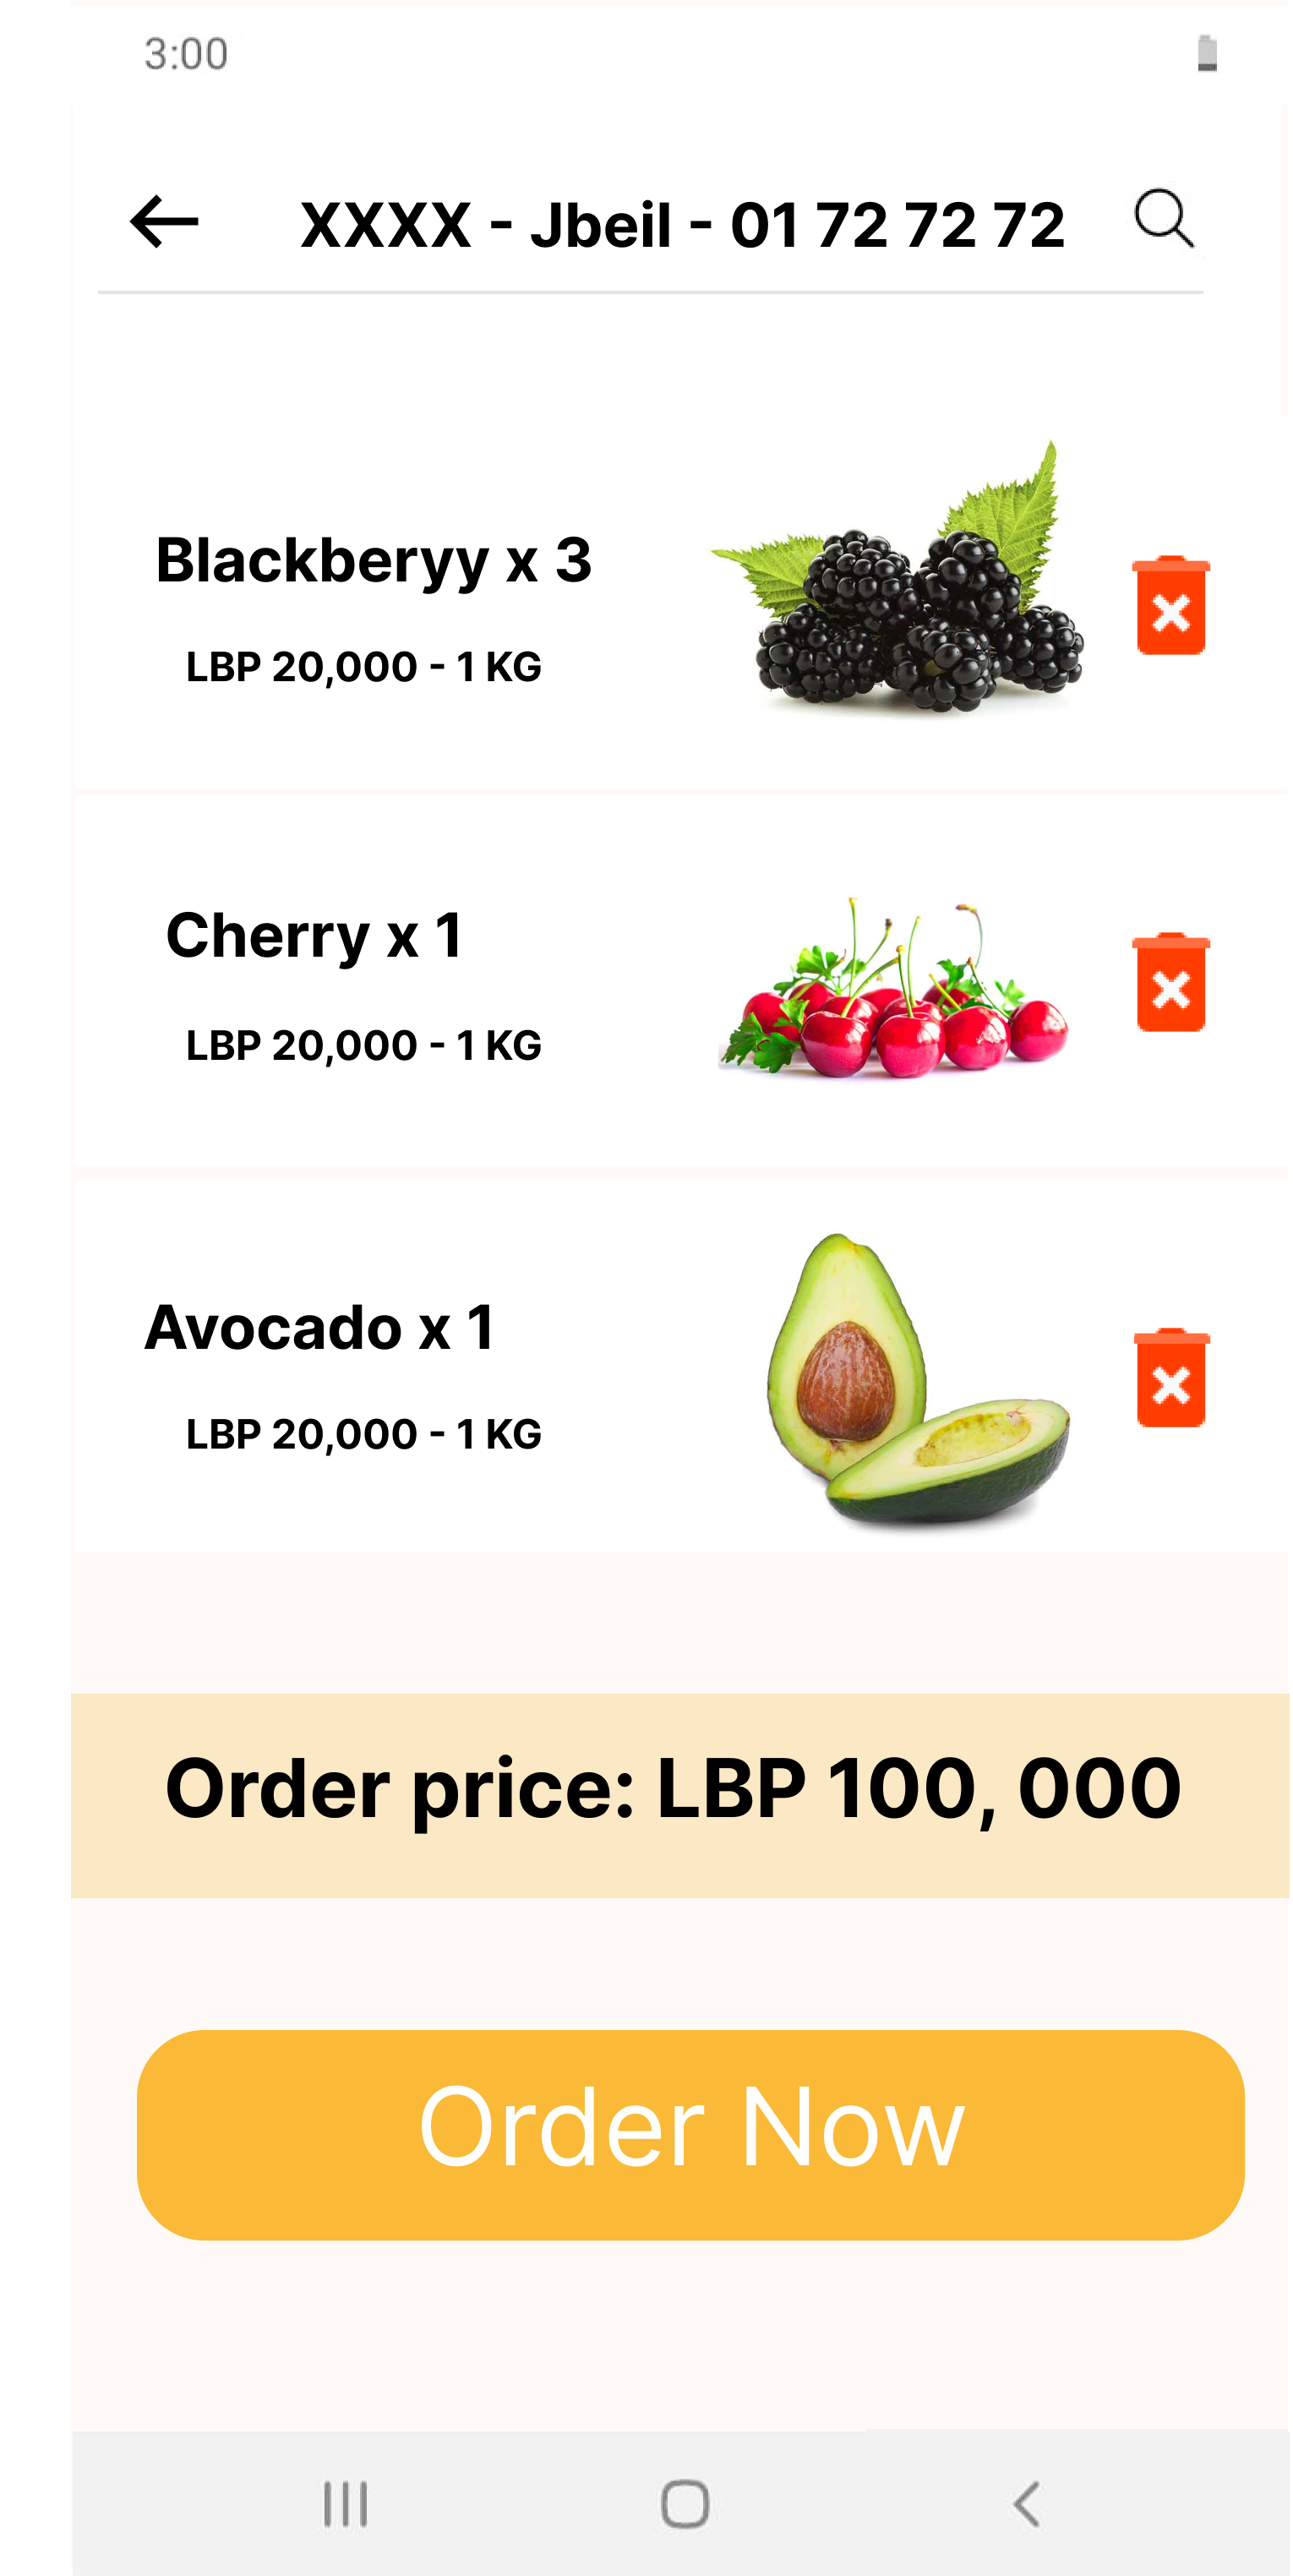 3:00
XXXX - Jbeil - 01 72 72 72
Blackberyy x 3
LBP 20,000 - 1 KG
Cherry x 1
LBP 20,000 - 1 KG
Avocado x 1
LBP 20,000 - 1 KG
Order price: LBP 100, 000
Order Now